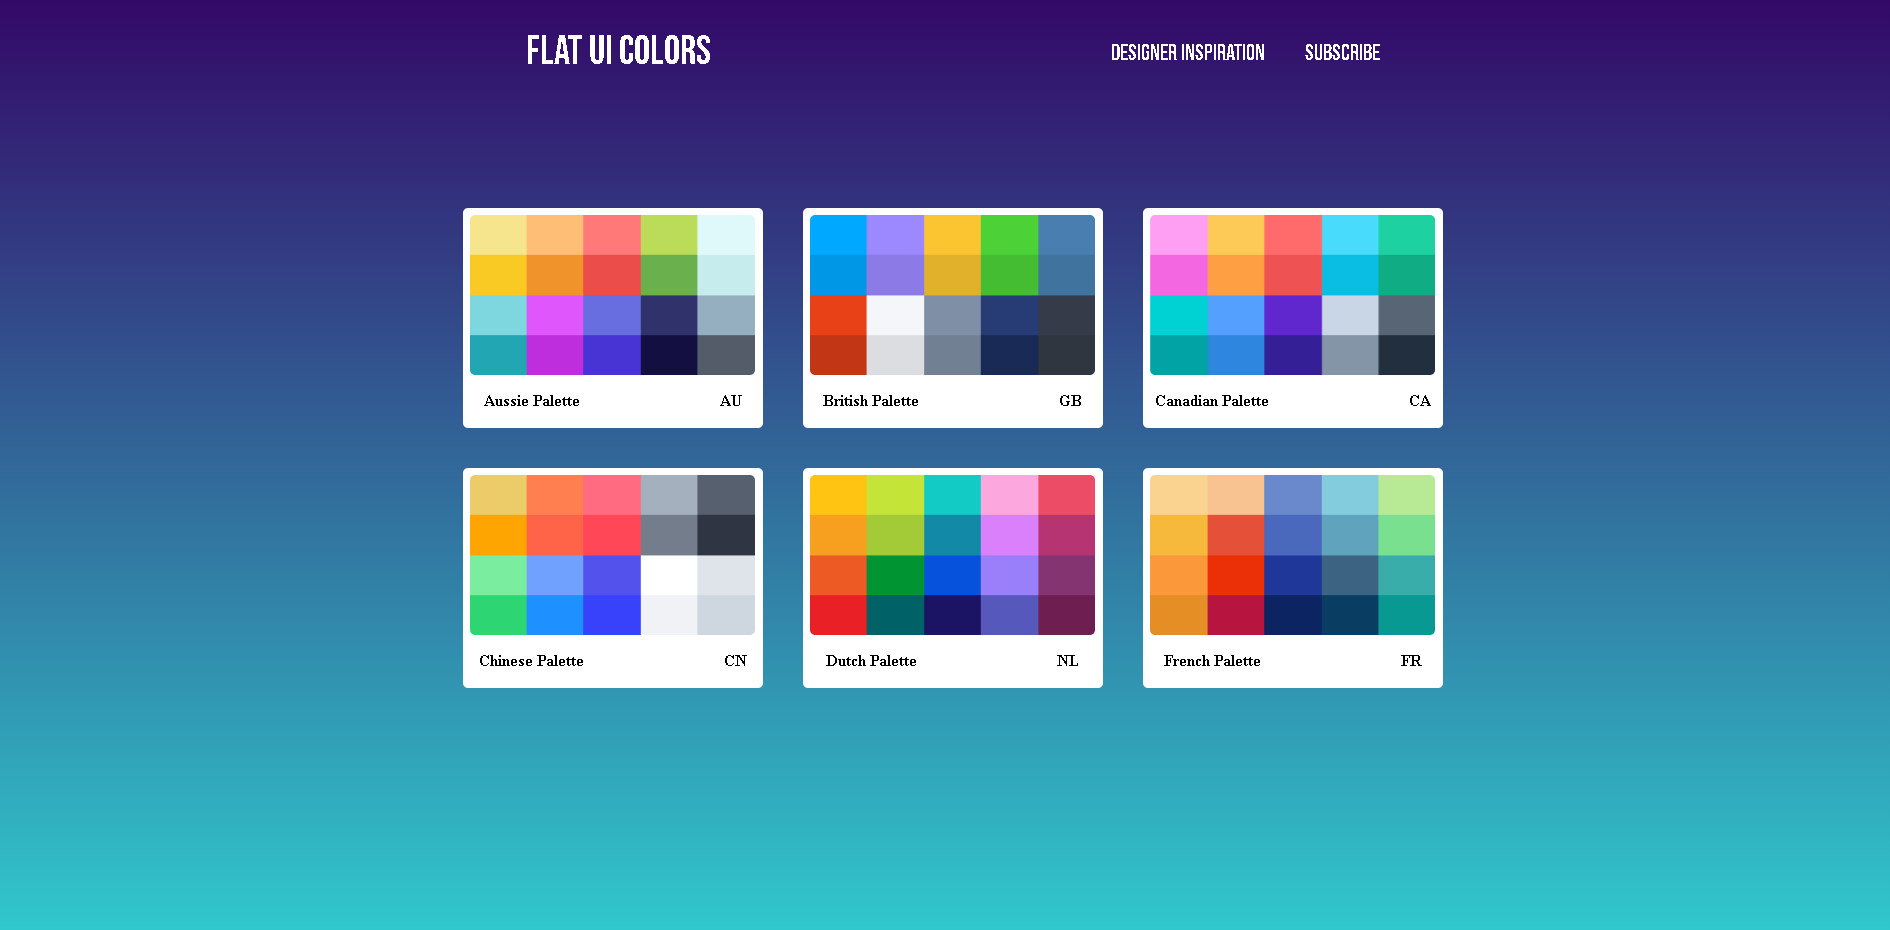 FLAT UI COLORS
DESIGNER INSPIRATION
SUBSCRIBE
Aussie Palette AU
British Palette GB
Canadian Palette CA
Chinese Palette CN
Dutch Palette NL
French Palette FR